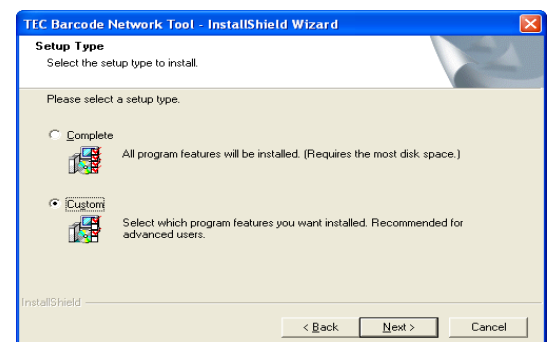 TEC Barcode Network Tool - InstallShield Wizard
Setup Type
Select the setup type to install.
Please select a setup type.
Complete
All program features will be installed. (Requires the most disk space.)
Custom
Select which program features you want installed. Recommended for
advanced users.
InstallShield
< Back Next > Cancel